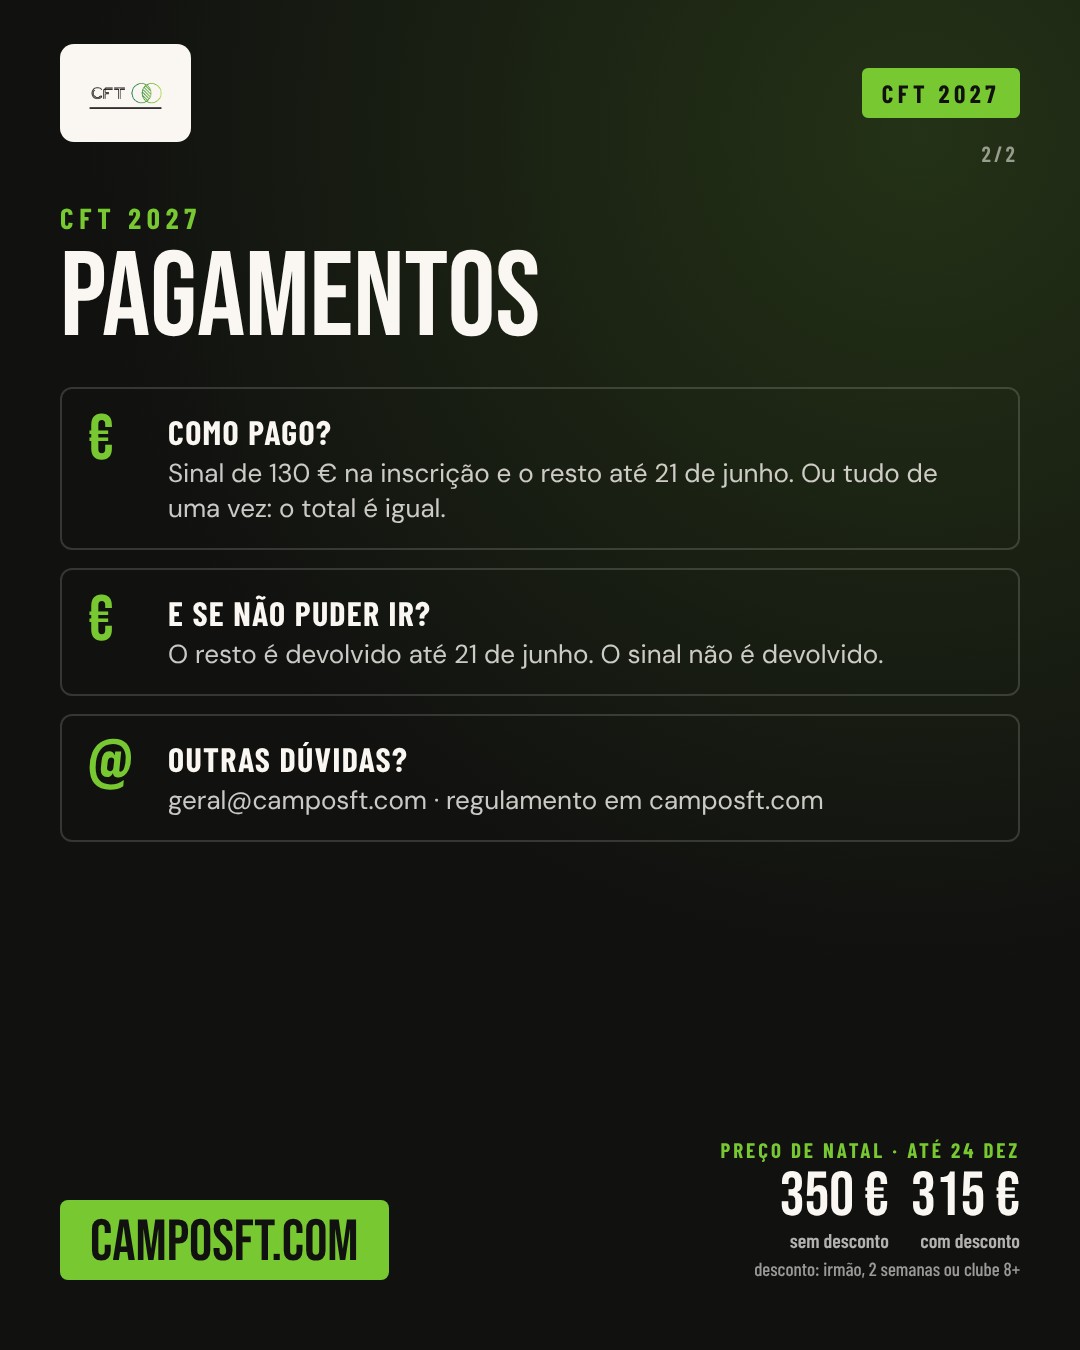 CFT
CFT 2027
2/2
CFT 2027
PAGAMENTOS
€
COMO PAGO?
Sinal de 130 € na inscrição e o resto até 21 de junho. Ou tudo de
uma vez: o total é igual.
€
E SE NÃO PUDER IR?
O resto é devolvido até 21 de junho. O sinal não é devolvido.
@
OUTRAS DÚVIDAS?
geral@camposft.com · regulamento em camposft.com
PREÇO DE NATAL · ATÉ 24 DEZ
350 € 315 €
sem desconto com desconto
desconto: irmão, 2 semanas ou clube 8+
CAMPOSFT.COM